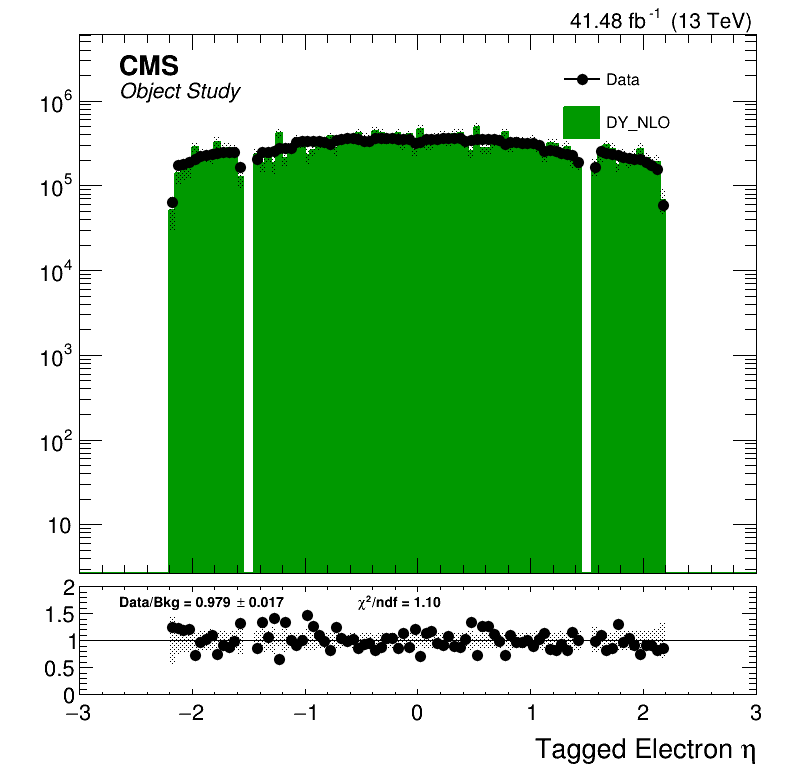 41.48 fb⁻¹ (13 TeV)
CMS
Object Study
Data
DY_NLO
10⁶
10⁵
10⁴
10³
10²
10
Data/Bkg = 0.979 ± 0.017
χ²/ndf = 1.10
2
1.5
1
0.5
0
−3 −2 −1 0 1 2 3
Tagged Electron η